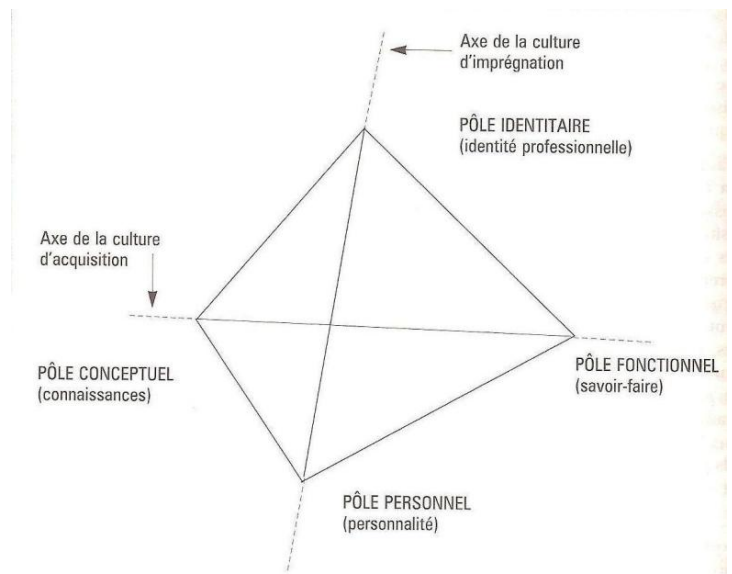 Axe de la culture
d'imprégnation
PÔLE IDENTITAIRE
(identité professionnelle)
Axe de la culture
d'acquisition
PÔLE CONCEPTUEL
(connaissances)
PÔLE FONCTIONNEL
(savoir-faire)
PÔLE PERSONNEL
(personnalité)